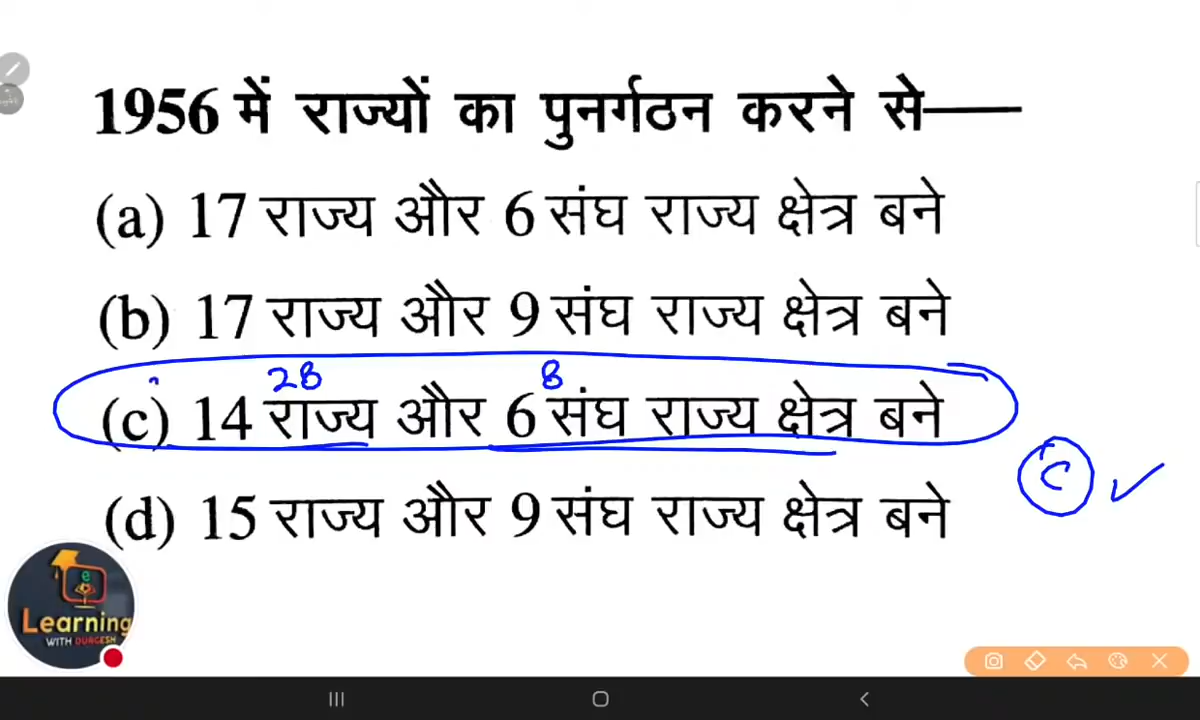 1956 में राज्यों का पुनर्गठन करने से——
(a) 17 राज्य और 6 संघ राज्य क्षेत्र बने
(b) 17 राज्य और 9 संघ राज्य क्षेत्र बने
28 8
(c) 14 राज्य और 6 संघ राज्य क्षेत्र बने
C
(d) 15 राज्य और 9 संघ राज्य क्षेत्र बने
e
Learning
WITH DURGESH